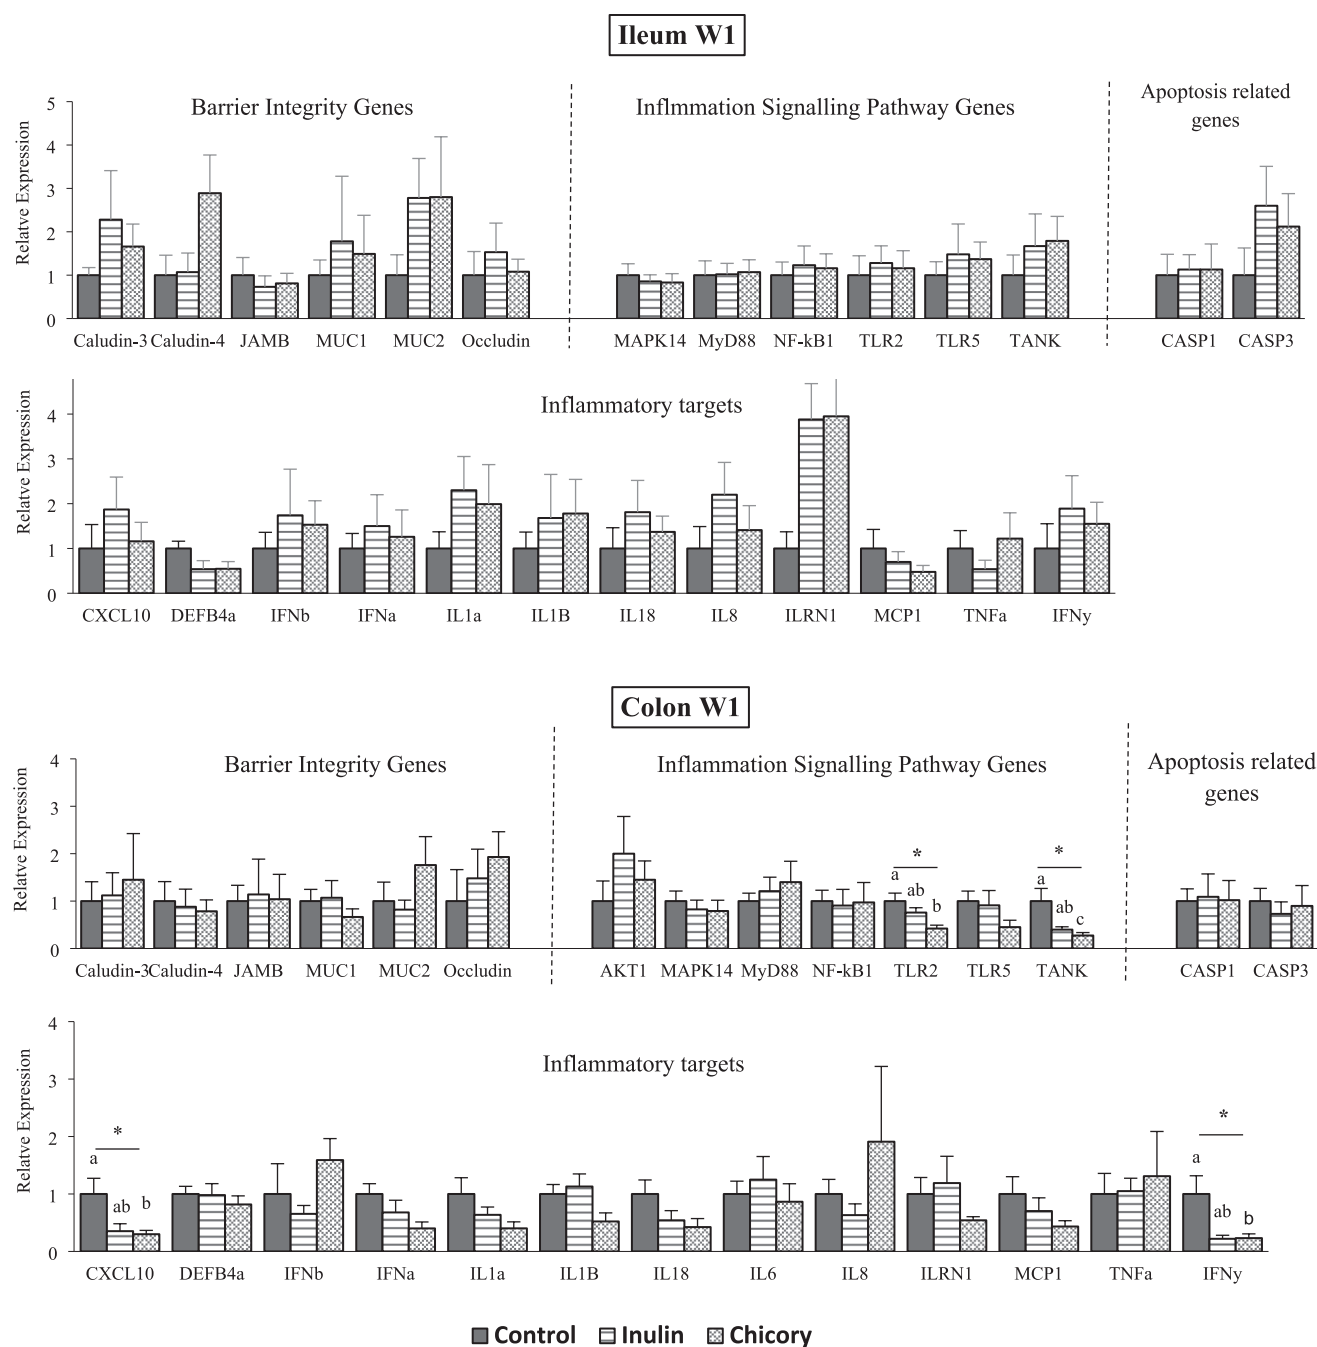 Ileum W1
Barrier Integrity Genes
Inflmmation Signalling Pathway Genes
Apoptosis related
genes
Relatve Expression
5
4
3
2
1
0
Caludin-3 Caludin-4 JAMB MUC1 MUC2 Occludin MAPK14 MyD88 NF-kB1 TLR2 TLR5 TANK CASP1 CASP3
Inflammatory targets
Relatve Expression
4
3
2
1
0
CXCL10 DEFB4a IFNb IFNa IL1a IL1B IL18 IL8 ILRN1 MCP1 TNFa IFNy
Colon W1
Barrier Integrity Genes
Inflammation Signalling Pathway Genes
Apoptosis related
genes
Relatve Expression
4
3
2
1
0
* *
a ab b a ab c
Caludin-3 Caludin-4 JAMB MUC1 MUC2 Occludin AKT1 MAPK14 MyD88 NF-kB1 TLR2 TLR5 TANK CASP1 CASP3
Inflammatory targets
Relatve Expression
4
3
2
1
0
* *
a ab b a ab b
CXCL10 DEFB4a IFNb IFNa IL1a IL1B IL18 IL6 IL8 ILRN1 MCP1 TNFa IFNy
Control Inulin Chicory